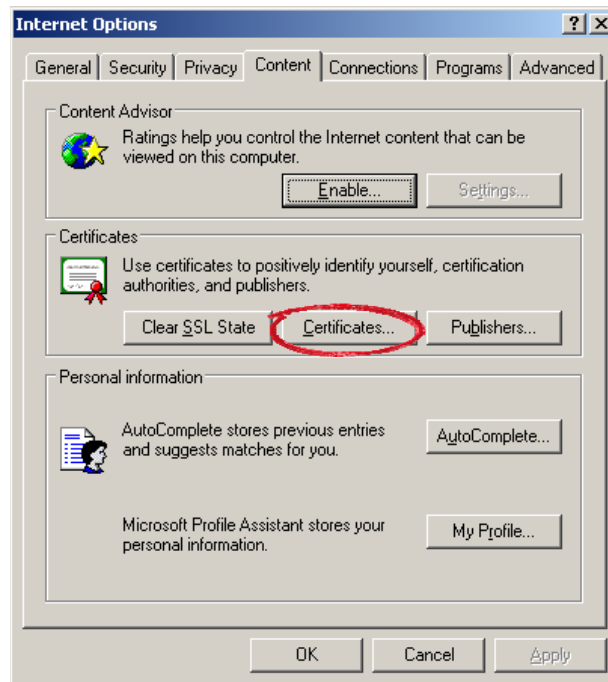 Internet Options
General Security Privacy Content Connections Programs Advanced
Content Advisor
Ratings help you control the Internet content that can be
viewed on this computer.
Enable... Settings...
Certificates
Use certificates to positively identify yourself, certification
authorities, and publishers.
Clear SSL State Certificates... Publishers...
Personal information
AutoComplete stores previous entries
and suggests matches for you.
AutoComplete...
Microsoft Profile Assistant stores your
personal information.
My Profile...
OK Cancel Apply